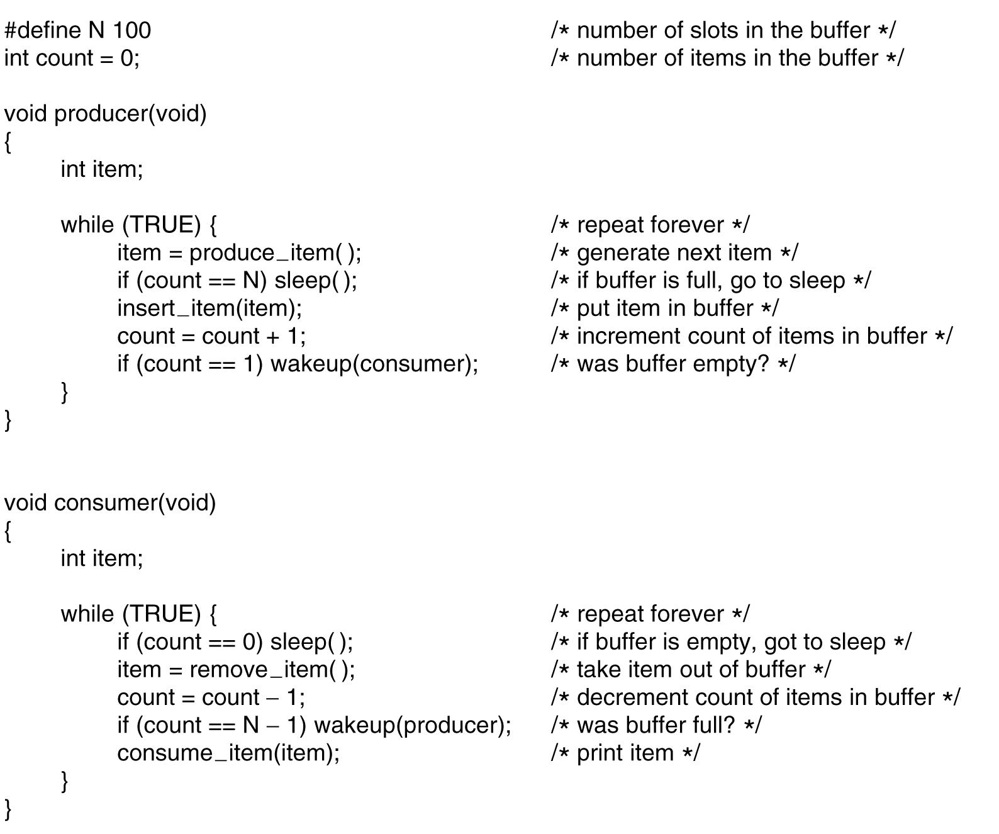 #define N 100 /* number of slots in the buffer */
int count = 0; /* number of items in the buffer */
void producer(void)
{
int item;
while (TRUE) { /* repeat forever */
item = produce_item( ); /* generate next item */
if (count == N) sleep( ); /* if buffer is full, go to sleep */
insert_item(item); /* put item in buffer */
count = count + 1; /* increment count of items in buffer */
if (count == 1) wakeup(consumer); /* was buffer empty? */
}
}
void consumer(void)
{
int item;
while (TRUE) { /* repeat forever */
if (count == 0) sleep( ); /* if buffer is empty, got to sleep */
item = remove_item( ); /* take item out of buffer */
count = count − 1; /* decrement count of items in buffer */
if (count == N − 1) wakeup(producer); /* was buffer full? */
consume_item(item); /* print item */
}
}